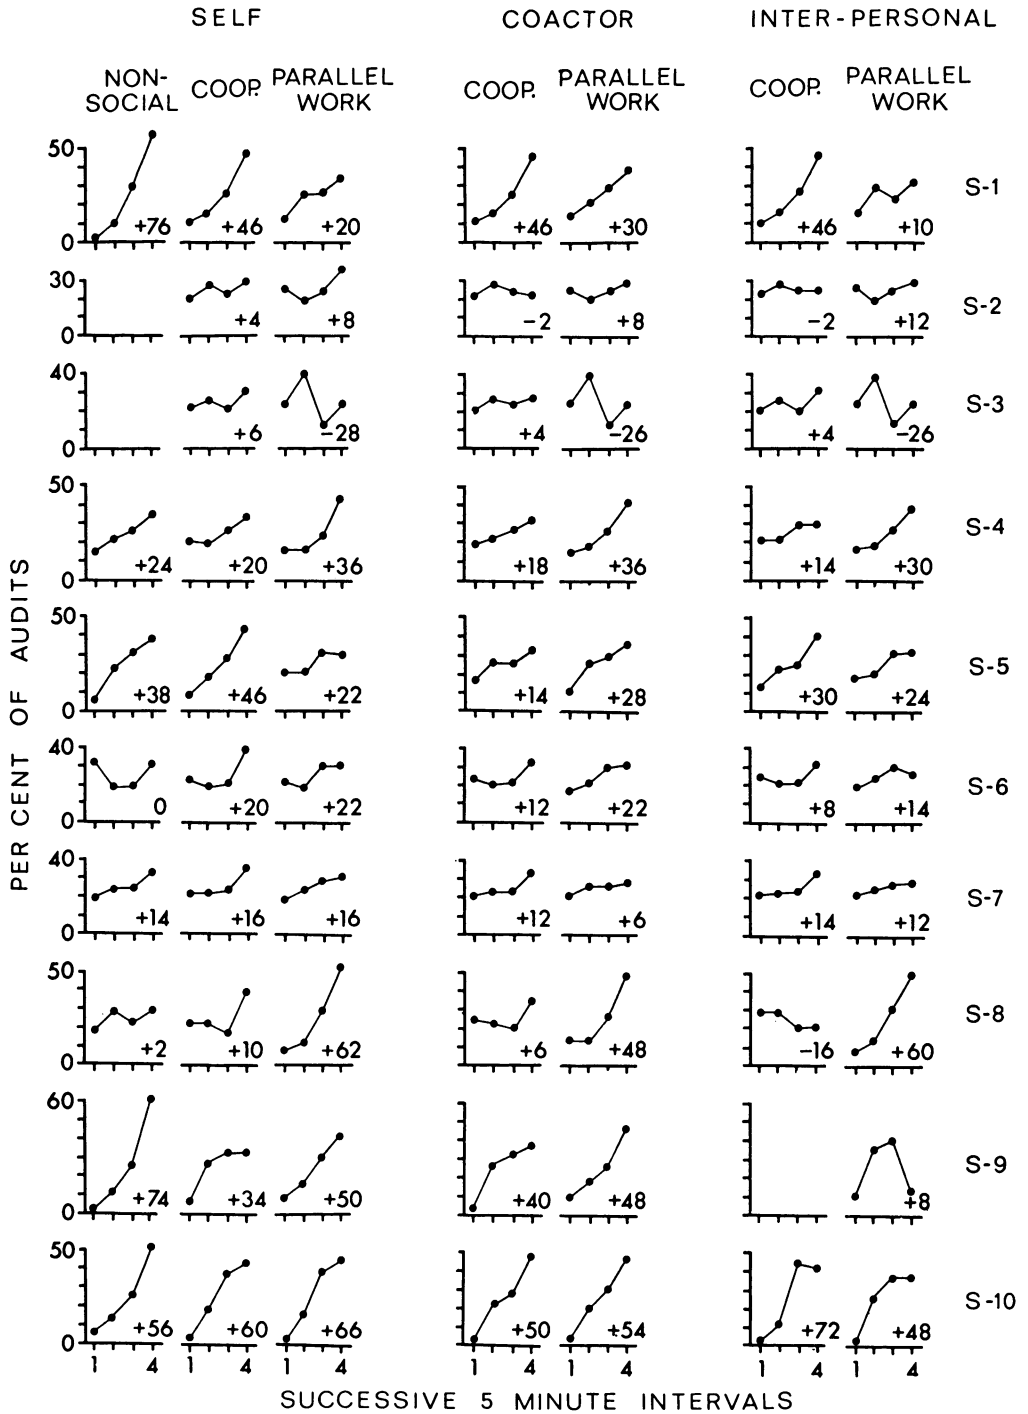 SELF COACTOR INTER-PERSONAL
NON-SOCIAL COOP. PARALLEL WORK COOP. PARALLEL WORK COOP. PARALLEL WORK
50
0
+76 +46 +20 +46 +30 +46 +10 S-1
30
0
+4 +8 -2 +8 -2 +12 S-2
40
0
+6 -28 +4 -26 +4 -26 S-3
50
0
+24 +20 +36 +18 +36 +14 +30 S-4
50
0
+38 +46 +22 +14 +28 +30 +24 S-5
40
0
0 +20 +22 +12 +22 +8 +14 S-6
40
0
+14 +16 +16 +12 +6 +14 +12 S-7
50
0
+2 +10 +62 +6 +48 -16 +60 S-8
60
0
+74 +34 +50 +40 +48 +8 S-9
50
0
+56 +60 +66 +50 +54 +72 +48 S-10
1 4 1 4 1 4 1 4 1 4 1 4 1 4
PER CENT OF AUDITS
SUCCESSIVE 5 MINUTE INTERVALS